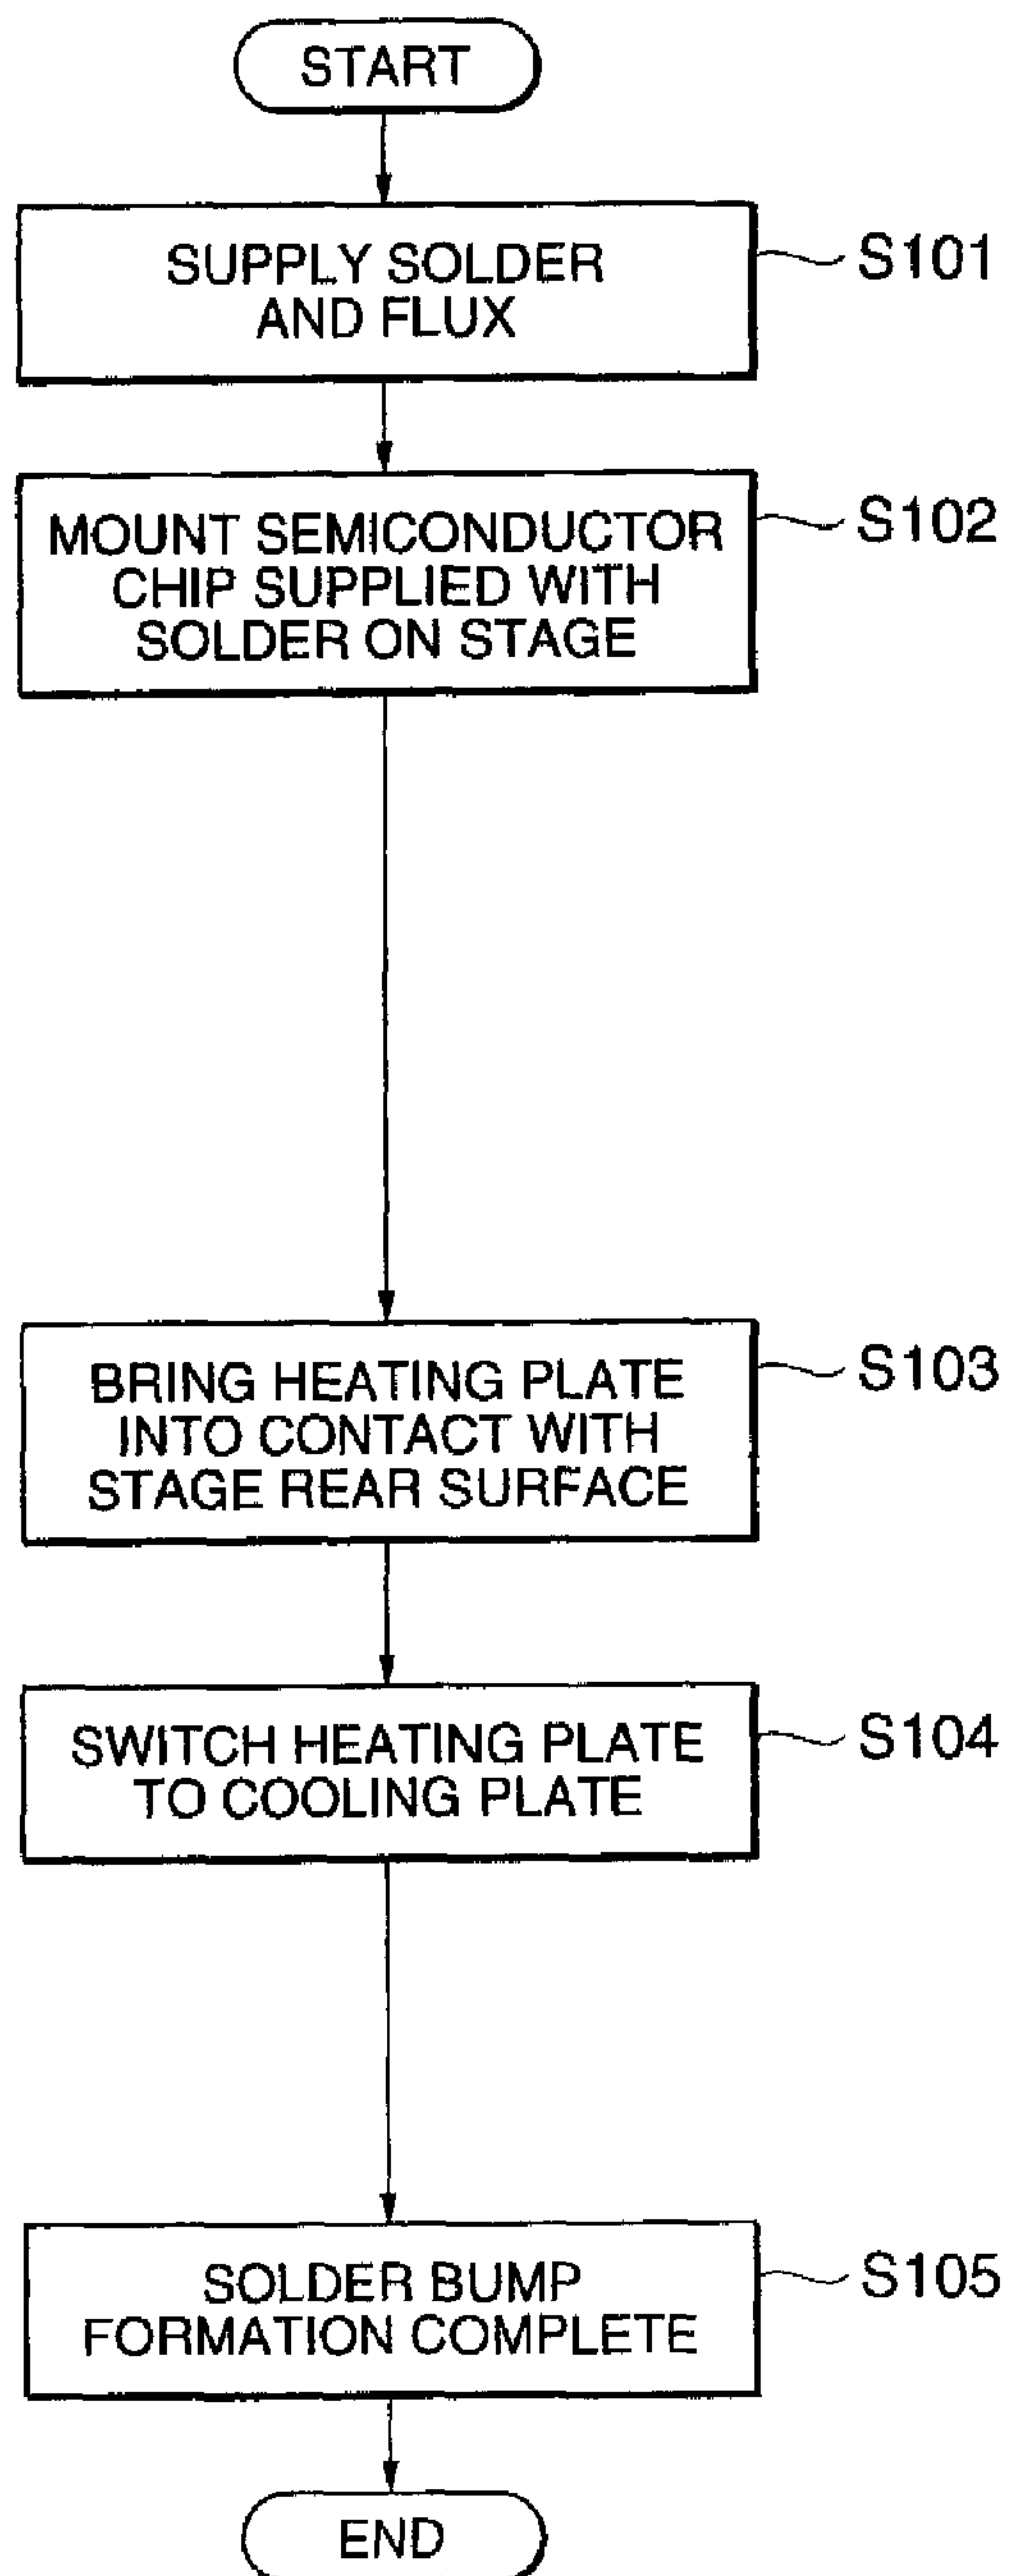 START
SUPPLY SOLDER
AND FLUX
S101
MOUNT SEMICONDUCTOR
CHIP SUPPLIED WITH
SOLDER ON STAGE
S102
BRING HEATING PLATE
INTO CONTACT WITH
STAGE REAR SURFACE
S103
SWITCH HEATING PLATE
TO COOLING PLATE
S104
SOLDER BUMP
FORMATION COMPLETE
S105
END